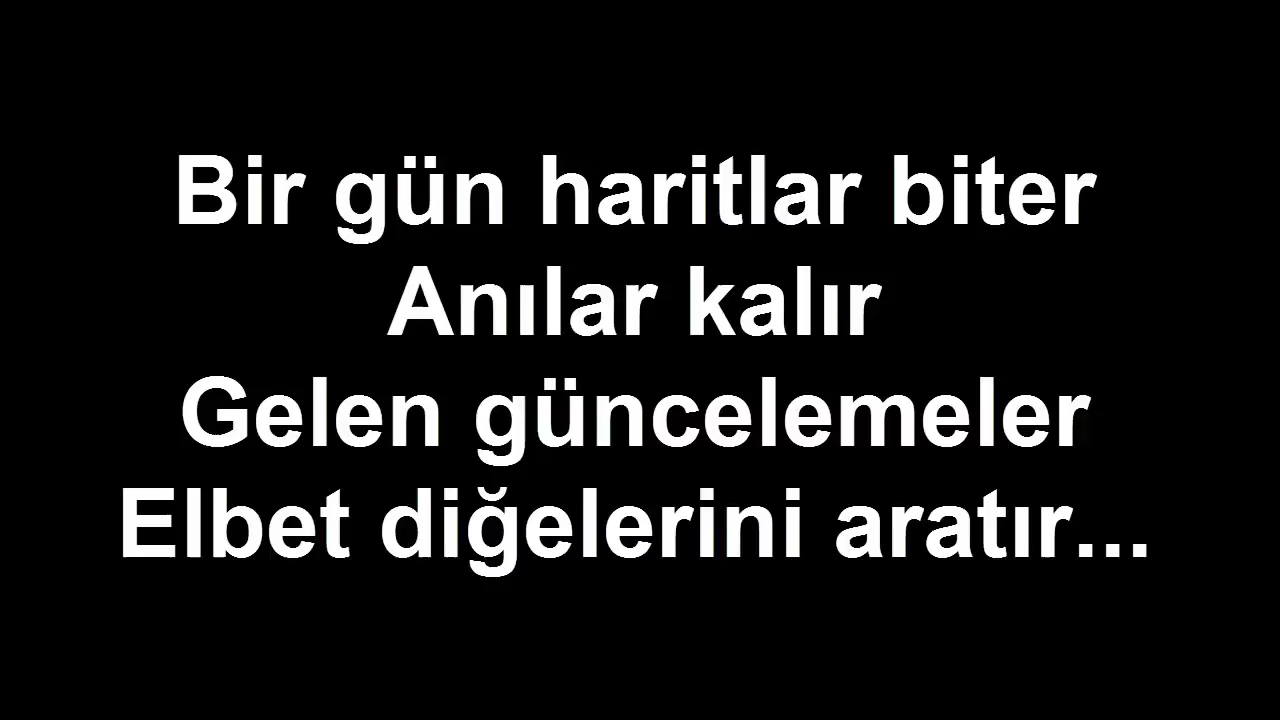 Bir gün haritlar biter
Anılar kalır
Gelen güncelemeler
Elbet diğelerini aratır...